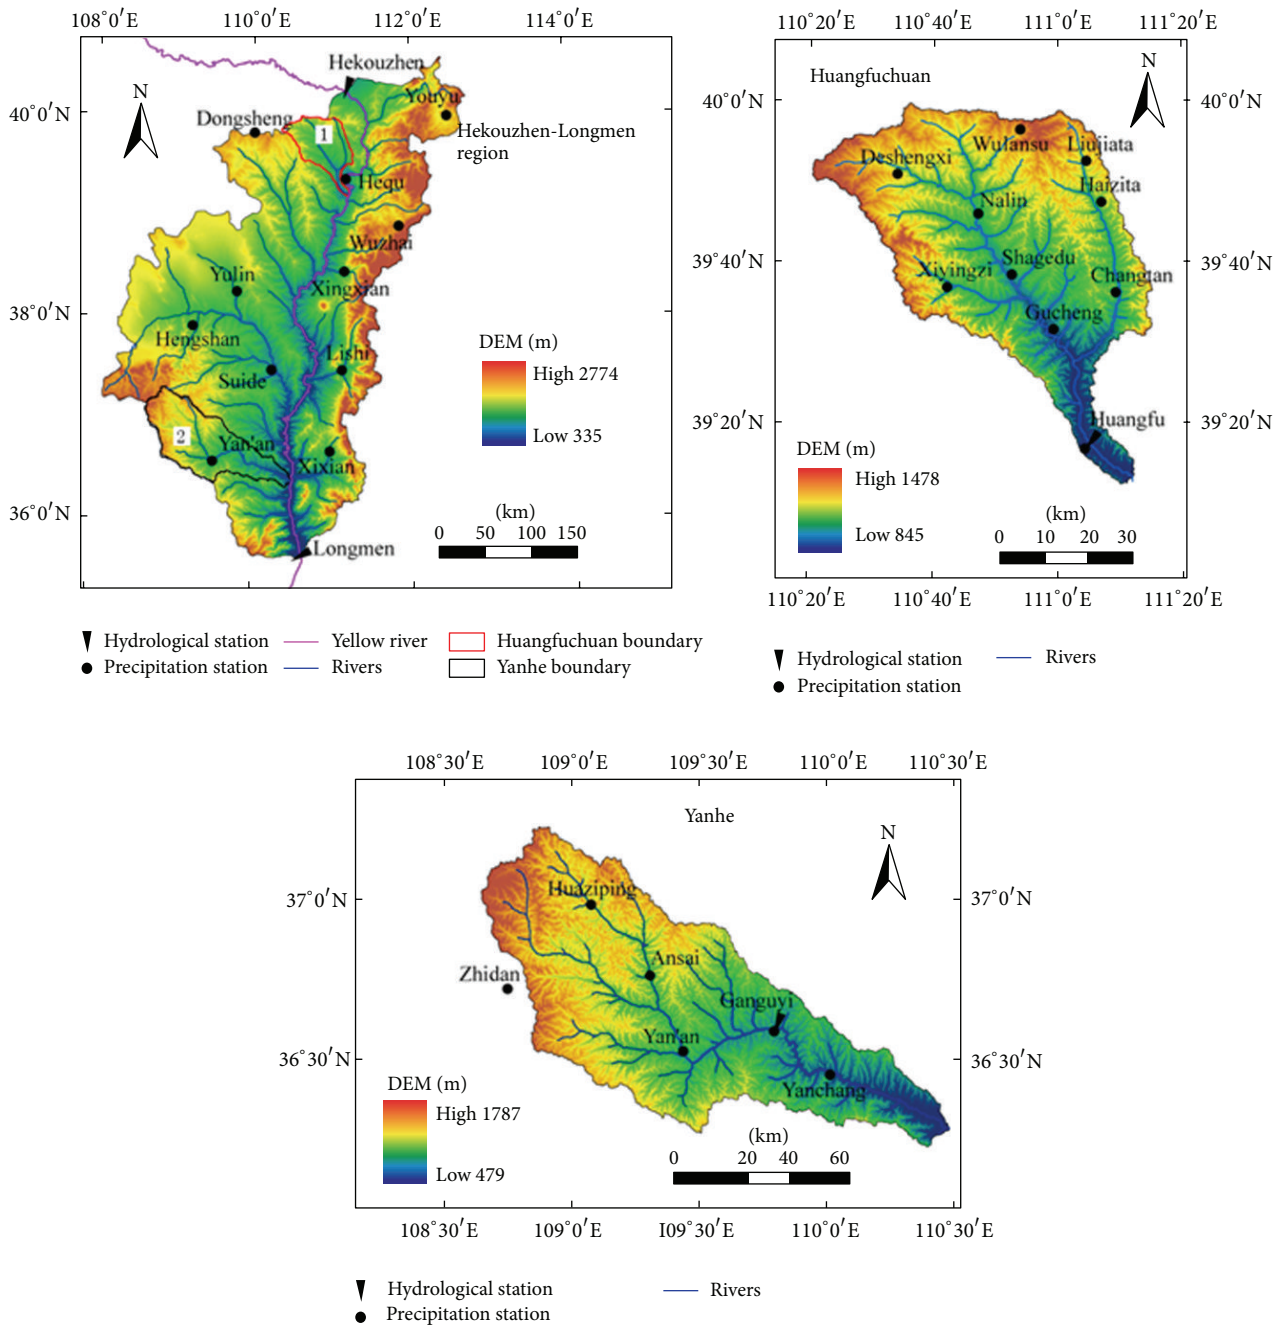 108°0′E 110°0′E 112°0′E 114°0′E
Hekouzhen
N
Youyu
40°0′N
Dongsheng
1
Hekouzhen-Longmen
region
Hequ
Wuzhai
Yulin
Xingxian
38°0′N
Hengshan
Lishi
Suide
DEM (m)
High 2774
Low 335
2
Yan'an
Xixian
36°0′N
(km)
0 50 100 150
Longmen
Hydrological station
Precipitation station
Yellow river
Rivers
Huangfuchuan boundary
Yanhe boundary
110°20′E 110°40′E 111°0′E 111°20′E
Huangfuchuan
N
40°0′N 40°0′N
Wulansu
Liujiata
Deshengxi
Haizita
Nalin
39°40′N 39°40′N
Shagedu
Xiyingzi
Changtan
Gucheng
39°20′N 39°20′N
Huangfu
DEM (m)
High 1478
Low 845
(km)
0 10 20 30
110°20′E 110°40′E 111°0′E 111°20′E
Hydrological station
Precipitation station
Rivers
108°30′E 109°0′E 109°30′E 110°0′E 110°30′E
Yanhe
N
37°0′N 37°0′N
Huaziping
Ansai
Zhidan
Ganguyi
Yan'an
36°30′N 36°30′N
Yanchang
DEM (m)
High 1787
Low 479
(km)
0 20 40 60
108°30′E 109°0′E 109°30′E 110°0′E 110°30′E
Hydrological station
Precipitation station
Rivers